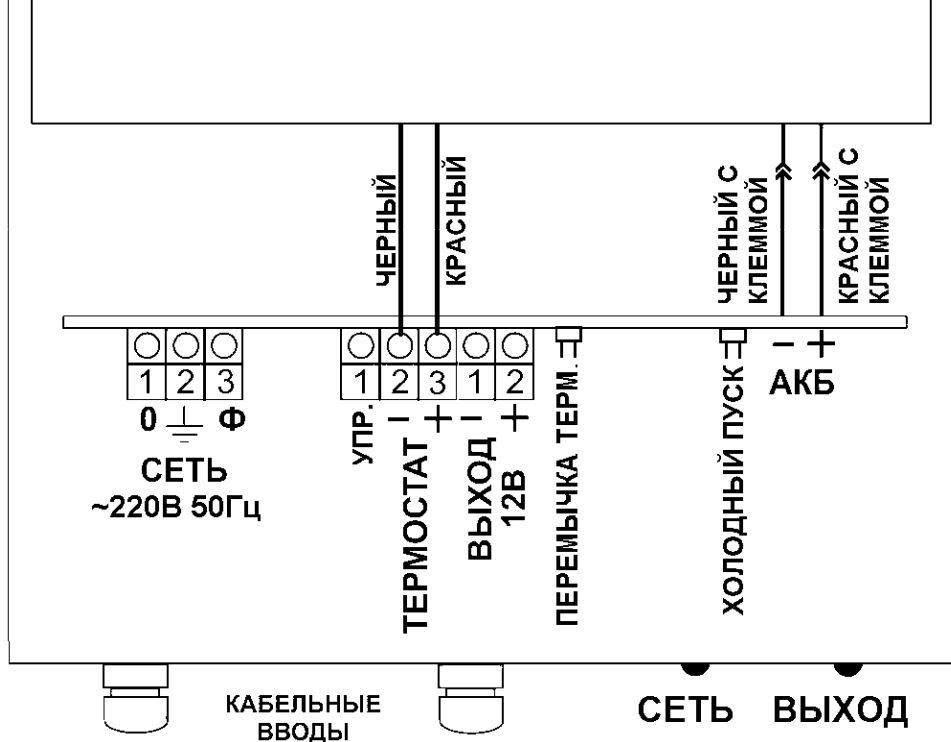 ЧЕРНЫЙ
КРАСНЫЙ
ЧЕРНЫЙ С
КЛЕММОЙ
КРАСНЫЙ С
КЛЕММОЙ
1 2 3
1 2 3 1 2
0 Ф
СЕТЬ
~220В 50Гц
УПР.
− +
ТЕРМОСТАТ
− +
ВЫХОД
12В
ПЕРЕМЫЧКА ТЕРМ.
ХОЛОДНЫЙ ПУСК
− +
АКБ
КАБЕЛЬНЫЕ
ВВОДЫ
СЕТЬ
ВЫХОД